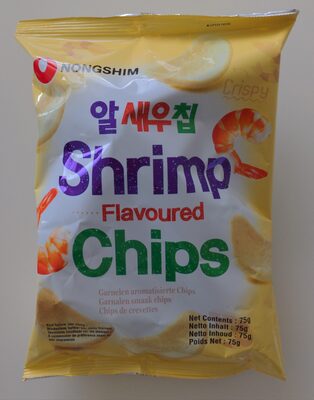 NONGSHIM
Crispy
알 새우칩
Shrimp
Flavoured
Chips
Garnelen aromatisierte Chips
Garnalen smaak chips
Chips de crevettes
Net Contents : 75g
Netto Inhalt : 75g
Netto Inhoud : 75g
Poids Net : 75g